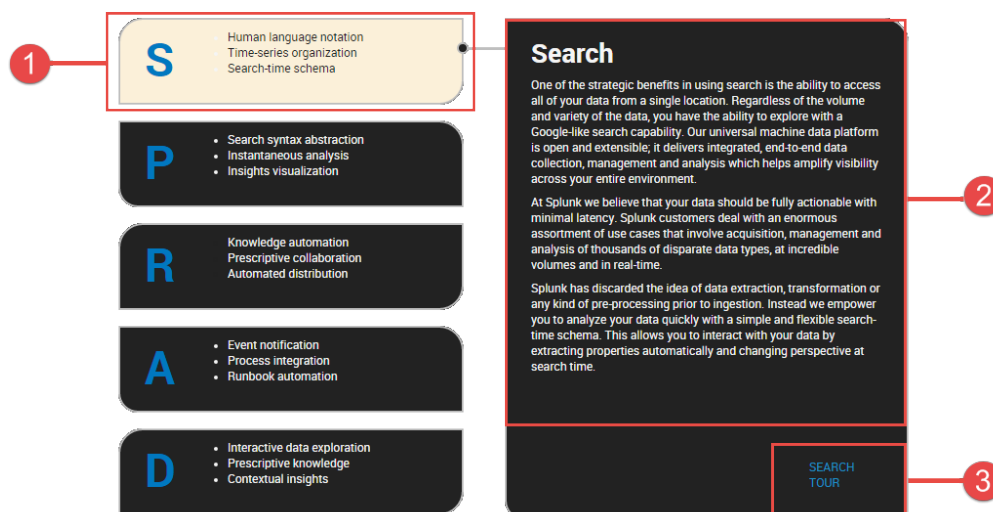 1
S
Human language notation
Time-series organization
Search-time schema
P
• Search syntax abstraction
• Instantaneous analysis
• Insights visualization
R
Knowledge automation
Prescriptive collaboration
Automated distribution
A
• Event notification
• Process integration
• Runbook automation
D
• Interactive data exploration
• Prescriptive knowledge
• Contextual insights
Search
One of the strategic benefits in using search is the ability to access
all of your data from a single location. Regardless of the volume
and variety of the data, you have the ability to explore with a
Google-like search capability. Our universal machine data platform
is open and extensible; it delivers integrated, end-to-end data
collection, management and analysis which helps amplify visibility
across your entire environment.
At Splunk we believe that your data should be fully actionable with
minimal latency. Splunk customers deal with an enormous
assortment of use cases that involve acquisition, management and
analysis of thousands of disparate data types, at incredible
volumes and in real-time.
Splunk has discarded the idea of data extraction, transformation or
any kind of pre-processing prior to ingestion. Instead we empower
you to analyze your data quickly with a simple and flexible search-
time schema. This allows you to interact with your data by
extracting properties automatically and changing perspective at
search time.
2
SEARCH
TOUR
3